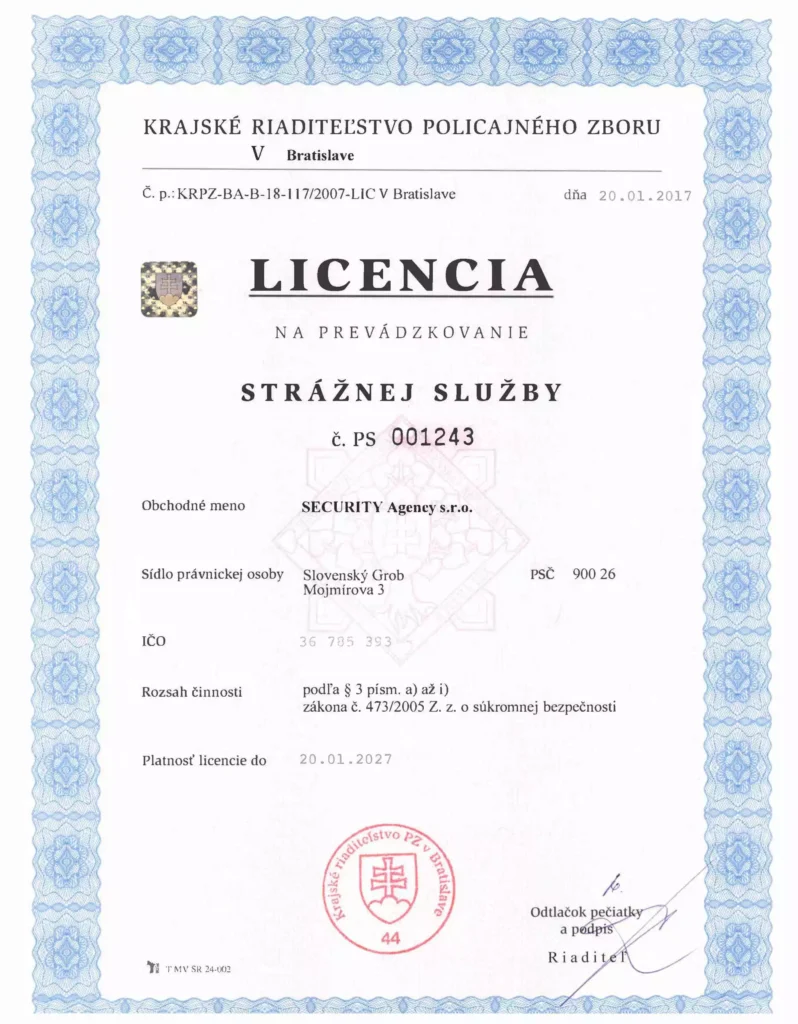 KRAJSKÉ RIADITEĽSTVO POLICAJNÉHO ZBORU
V Bratislave
Č. p.: KRPZ-BA-B-18-117/2007-LIC V Bratislave dňa 20.01.2017
LICENCIA
NA PREVÁDZKOVANIE
STRÁŽNEJ SLUŽBY
č. PS 001243
Obchodné meno SECURITY Agency s.r.o.
Sídlo právnickej osoby Slovenský Grob PSČ 900 26
Mojmírova 3
IČO 36 785 393
Rozsah činnosti podľa § 3 písm. a) až i)
zákona č. 473/2005 Z. z. o súkromnej bezpečnosti
Platnosť licencie do 20.01.2027
Krajské riaditeľstvo PZ v Bratislave
44
Odtlačok pečiatky
a podpis
Riaditeľ
T MV SR 24-002